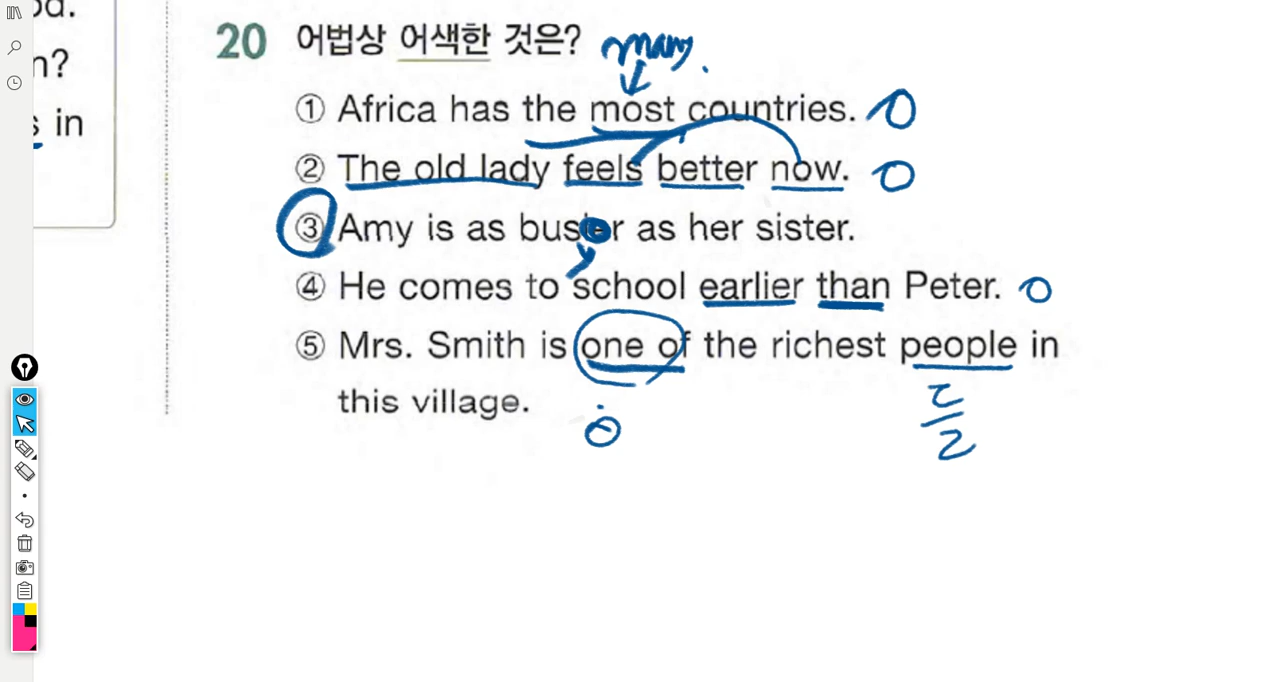 od.
n?
s in
20 어법상 어색한 것은?
many
① Africa has the most countries.
② The old lady feels better now.
③ Amy is as busier as her sister.
y
④ He comes to school earlier than Peter.
⑤ Mrs. Smith is one of the richest people in
this village.